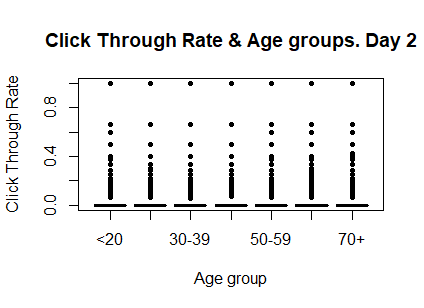 Click Through Rate & Age groups. Day 2
Click Through Rate
0.8
0.4
0.0
<20
30-39
50-59
70+
Age group